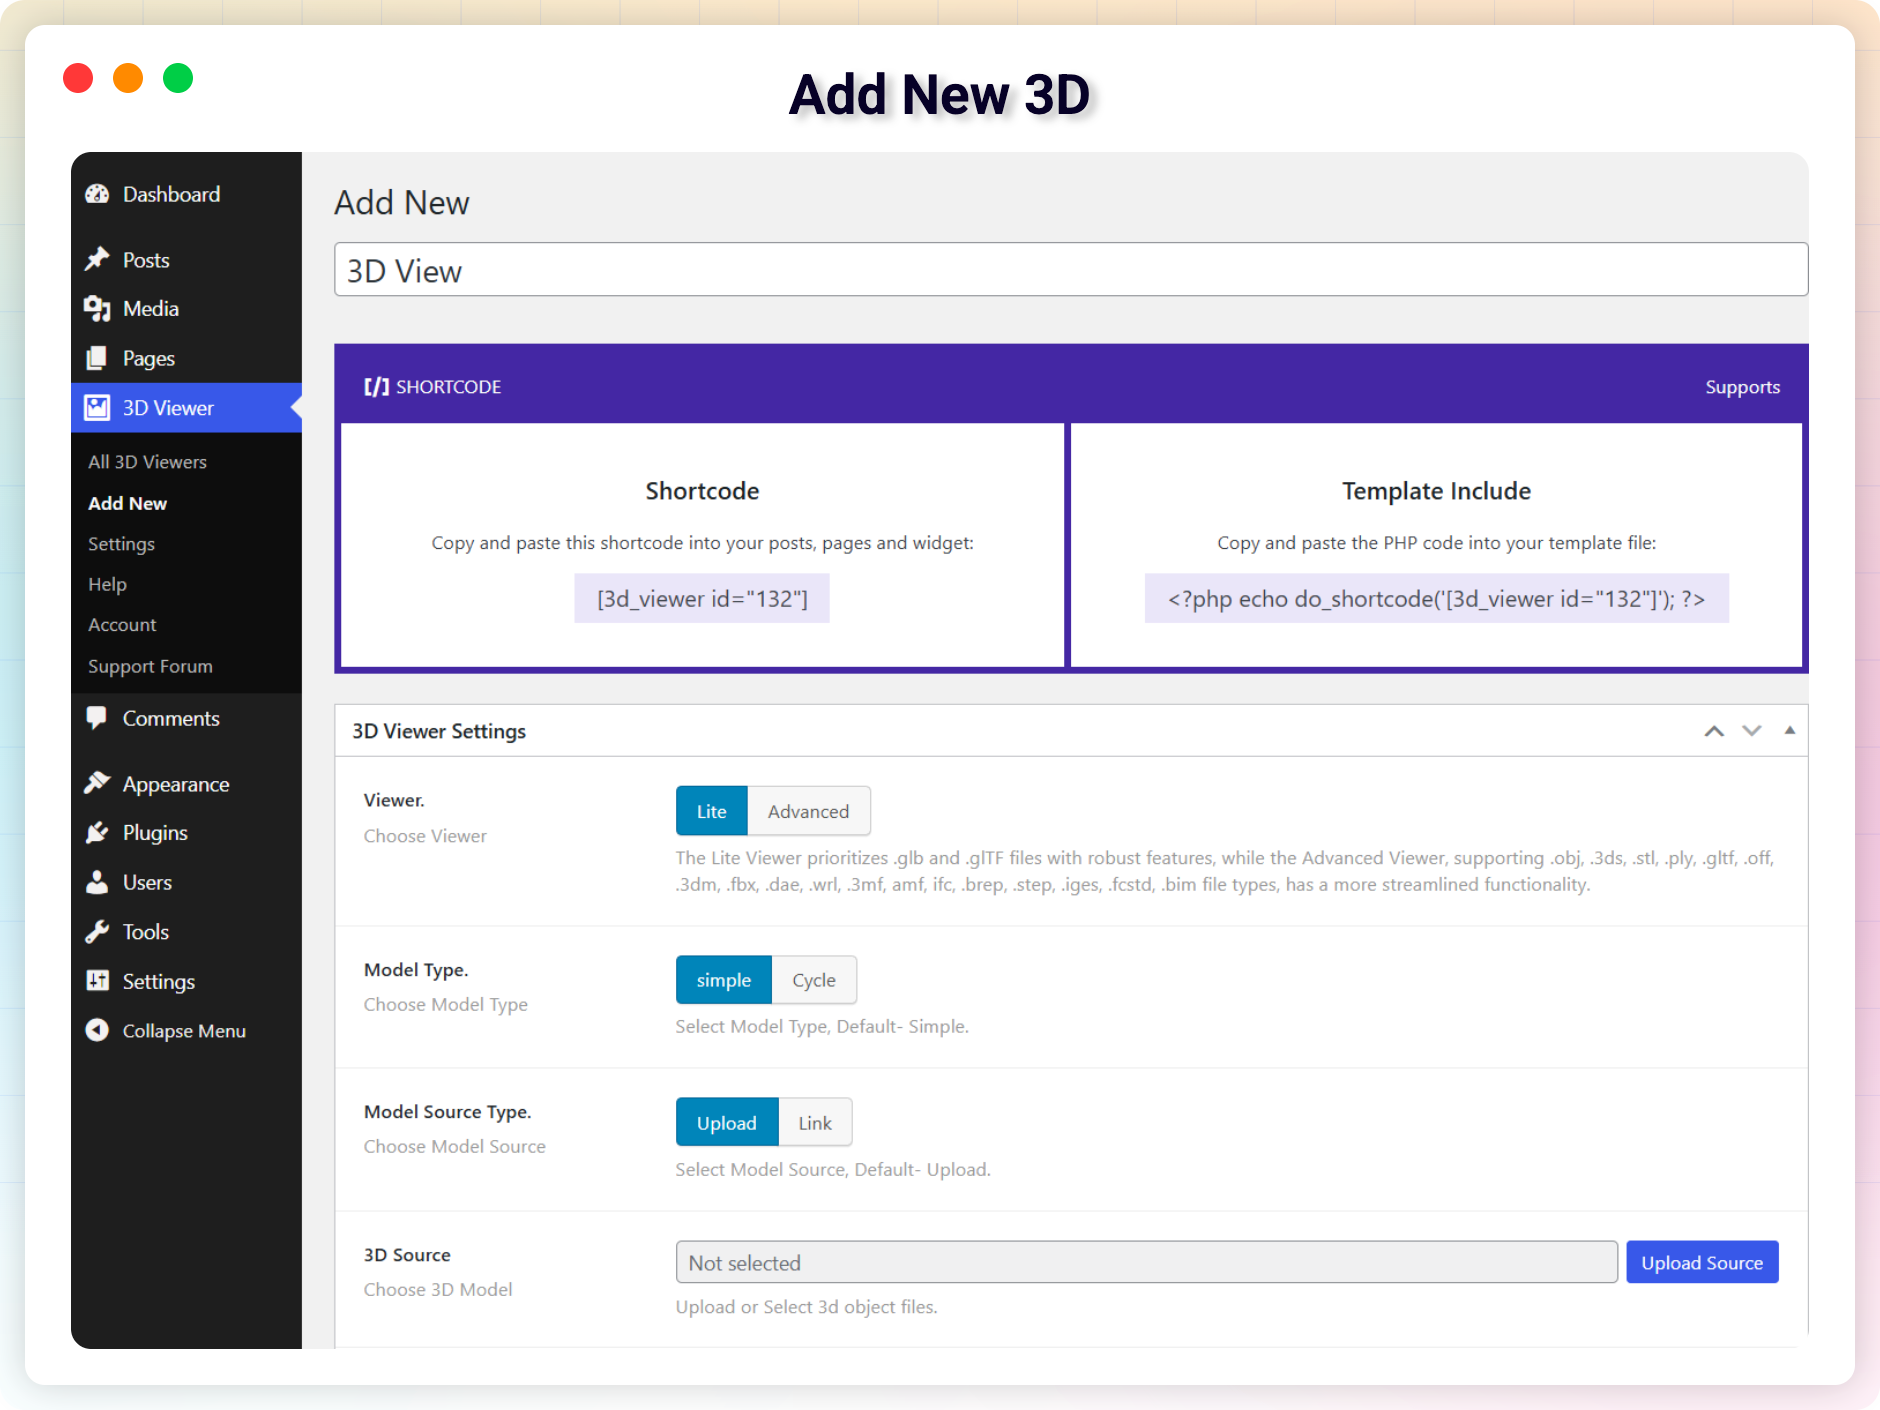 Add New 3D
Dashboard
Posts
Media
Pages
3D Viewer
All 3D Viewers
Add New
Settings
Help
Account
Support Forum
Comments
Appearance
Plugins
Users
Tools
Settings
Collapse Menu
Add New
3D View
[/] SHORTCODE
Supports
Shortcode
Copy and paste this shortcode into your posts, pages and widget:
[3d_viewer id="132"]
Template Include
Copy and paste the PHP code into your template file:
<?php echo do_shortcode('[3d_viewer id="132"]'); ?>
3D Viewer Settings
Viewer.
Choose Viewer
Lite
Advanced
The Lite Viewer prioritizes .glb and .glTF files with robust features, while the Advanced Viewer, supporting .obj, .3ds, .stl, .ply, .gltf, .off,
.3dm, .fbx, .dae, .wrl, .3mf, amf, ifc, .brep, .step, .iges, .fcstd, .bim file types, has a more streamlined functionality.
Model Type.
Choose Model Type
simple
Cycle
Select Model Type, Default- Simple.
Model Source Type.
Choose Model Source
Upload
Link
Select Model Source, Default- Upload.
3D Source
Choose 3D Model
Not selected
Upload Source
Upload or Select 3d object files.